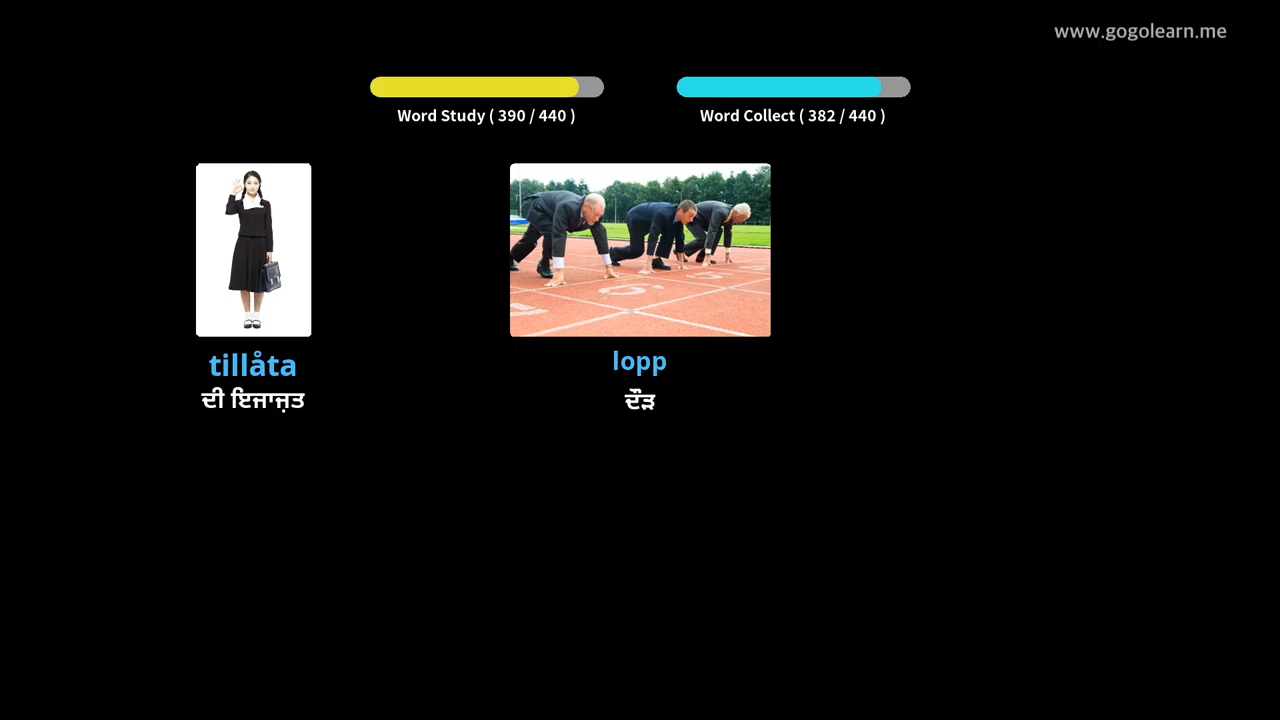 www.gogolearn.me
Word Study ( 390 / 440 )
Word Collect ( 382 / 440 )
tillåta
ਦੀ ਇਜਾਜ਼ਤ
lopp
ਦੌੜ